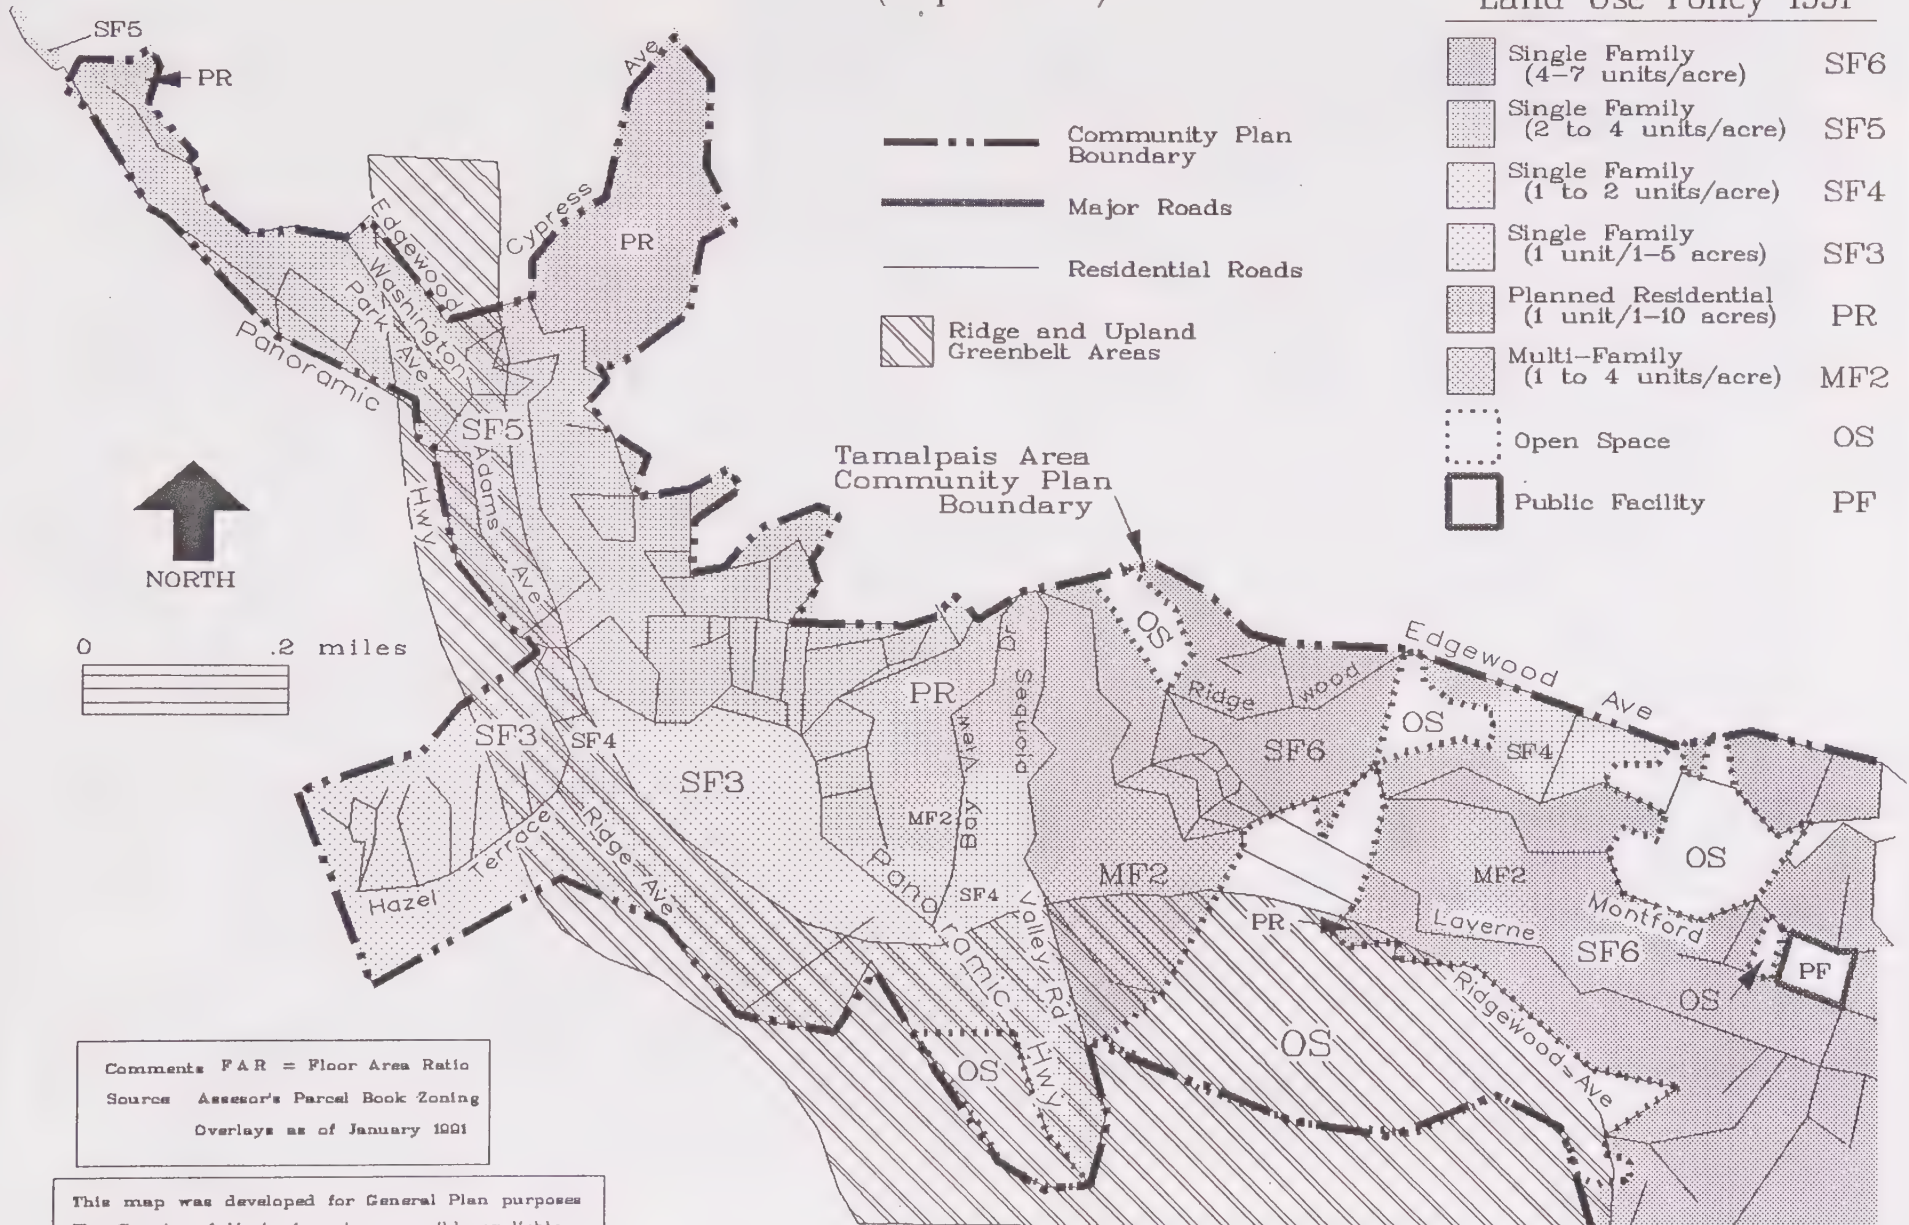 Land Use Policy 1991
Single Family
(4-7 units/acre) SF6
Single Family
(2 to 4 units/acre) SF5
Single Family
(1 to 2 units/acre) SF4
Single Family
(1 unit/1-5 acres) SF3
Planned Residential
(1 unit/1-10 acres) PR
Multi-Family
(1 to 4 units/acre) MF2
Open Space OS
Public Facility PF
Community Plan
Boundary
Major Roads
Residential Roads
Ridge and Upland
Greenbelt Areas
SF5
PR
Cypress Ave
PR
Edgewood
Washington
Park Ave
Panoramic
Hwy
SF5
Adams Ave
Tamalpais Area
Community Plan
Boundary
NORTH
0 .2 miles
OS
Edgewood Ave
Ridge wood
PR
Bay View Dr
Sequoia
OS
SF3
SF4
SF3
SF6
SF4
MF2
Hazel Terrace
Ridge Ave
Panoramic Hwy
SF4
Valley Rd
MF2
MF2
OS
Montford
PR
Laverne
SF6
PF
OS
Ridgewood Ave
OS
OS
Comments FAR = Floor Area Ratio
Source Assesor's Parcel Book Zoning
Overlays as of January 1991
This map was developed for General Plan purposes